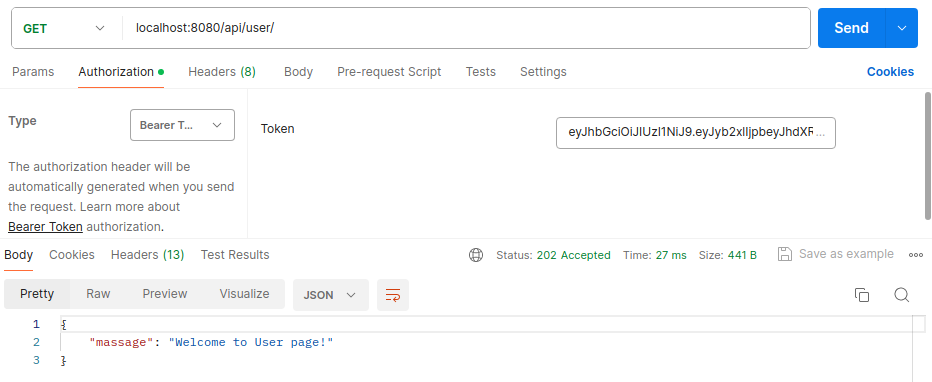 GET localhost:8080/api/user/ Send
Params Authorization Headers (8) Body Pre-request Script Tests Settings Cookies
Type Bearer T... Token eyJhbGciOiJIUzI1NiJ9.eyJyb2xlIjpbeyJhdXR...
The authorization header will be
automatically generated when you send
the request. Learn more about
Bearer Token authorization.
Body Cookies Headers (13) Test Results Status: 202 Accepted Time: 27 ms Size: 441 B Save as example
Pretty Raw Preview Visualize JSON
1 {
2 "massage": "Welcome to User page!"
3 }